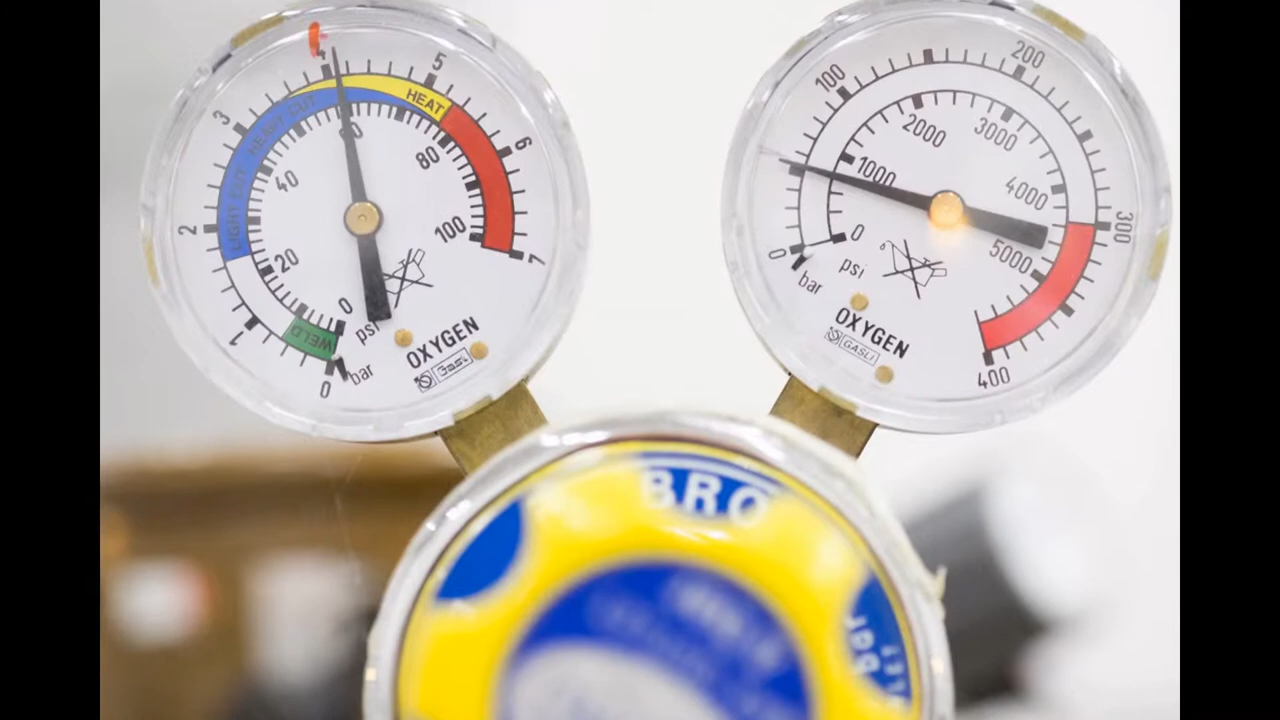 0 1 2 3 4 5 6 7
0 20 40 60 80 100
WELD
LIGHT CUT
HEAVY CUT
HEAT
psi
bar
OXYGEN
Gasli
0 100 200 300 400
0 1000 2000 3000 4000 5000
psi
bar
OXYGEN
GASLI
BRO